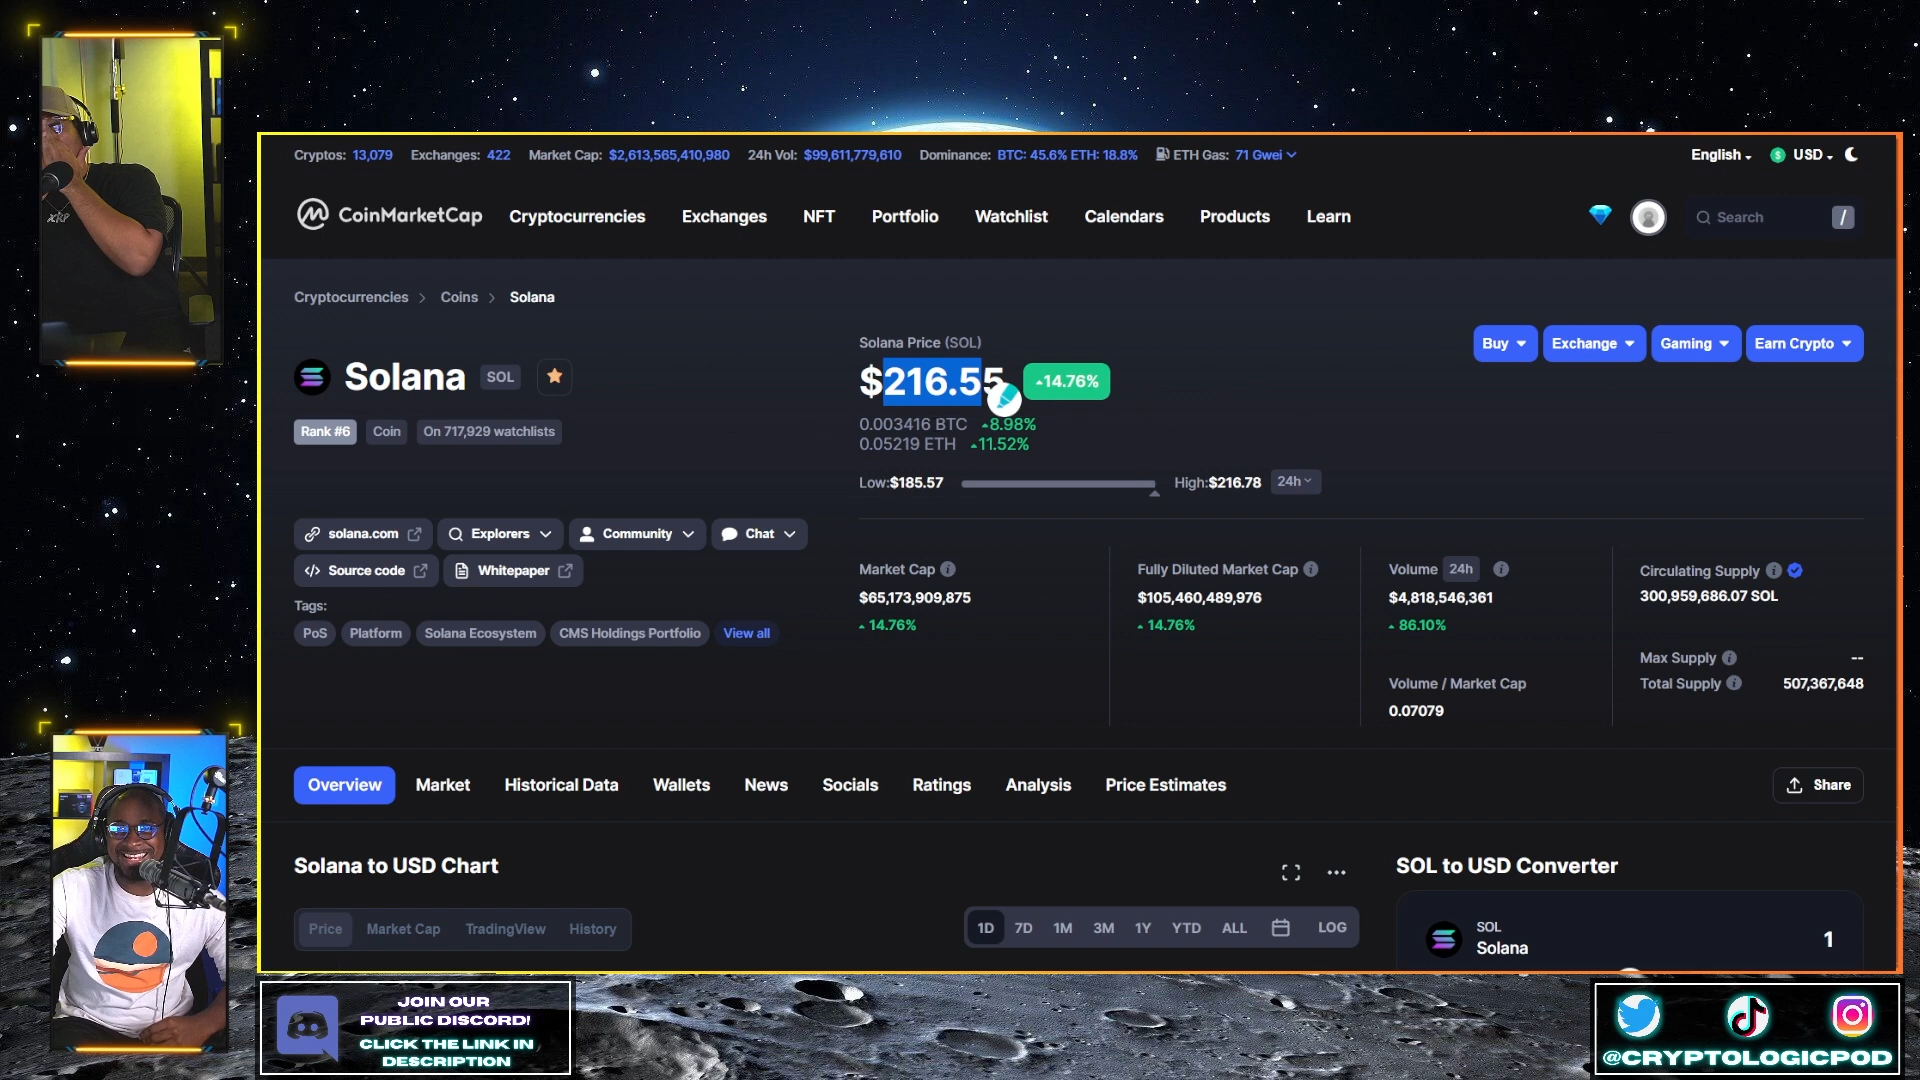 Cryptos: 13,079 Exchanges: 422 Market Cap: $2,613,565,410,980 24h Vol: $99,611,779,610 Dominance: BTC: 45.6% ETH: 18.8% ETH Gas: 71 Gwei
English USD
CoinMarketCap Cryptocurrencies Exchanges NFT Portfolio Watchlist Calendars Products Learn Search /
XRP
Cryptocurrencies > Coins > Solana
Solana SOL
Rank #6 Coin On 717,929 watchlists
Solana Price (SOL)
$216.55 14.76%
0.003416 BTC 8.98%
0.05219 ETH 11.52%
Low:$185.57 High:$216.78 24h
Buy Exchange Gaming Earn Crypto
solana.com Explorers Community Chat
Source code Whitepaper
Tags:
PoS Platform Solana Ecosystem CMS Holdings Portfolio View all
Market Cap
$65,173,909,875
14.76%
Fully Diluted Market Cap
$105,460,489,976
14.76%
Volume 24h
$4,818,546,361
86.10%
Volume / Market Cap
0.07079
Circulating Supply
300,959,686.07 SOL
Max Supply --
Total Supply 507,367,648
Overview Market Historical Data Wallets News Socials Ratings Analysis Price Estimates Share
Solana to USD Chart
Price Market Cap TradingView History
1D 7D 1M 3M 1Y YTD ALL LOG
SOL to USD Converter
SOL
Solana 1
JOIN OUR
PUBLIC DISCORD!
CLICK THE LINK IN
DESCRIPTION
@CRYPTOLOGICPOD